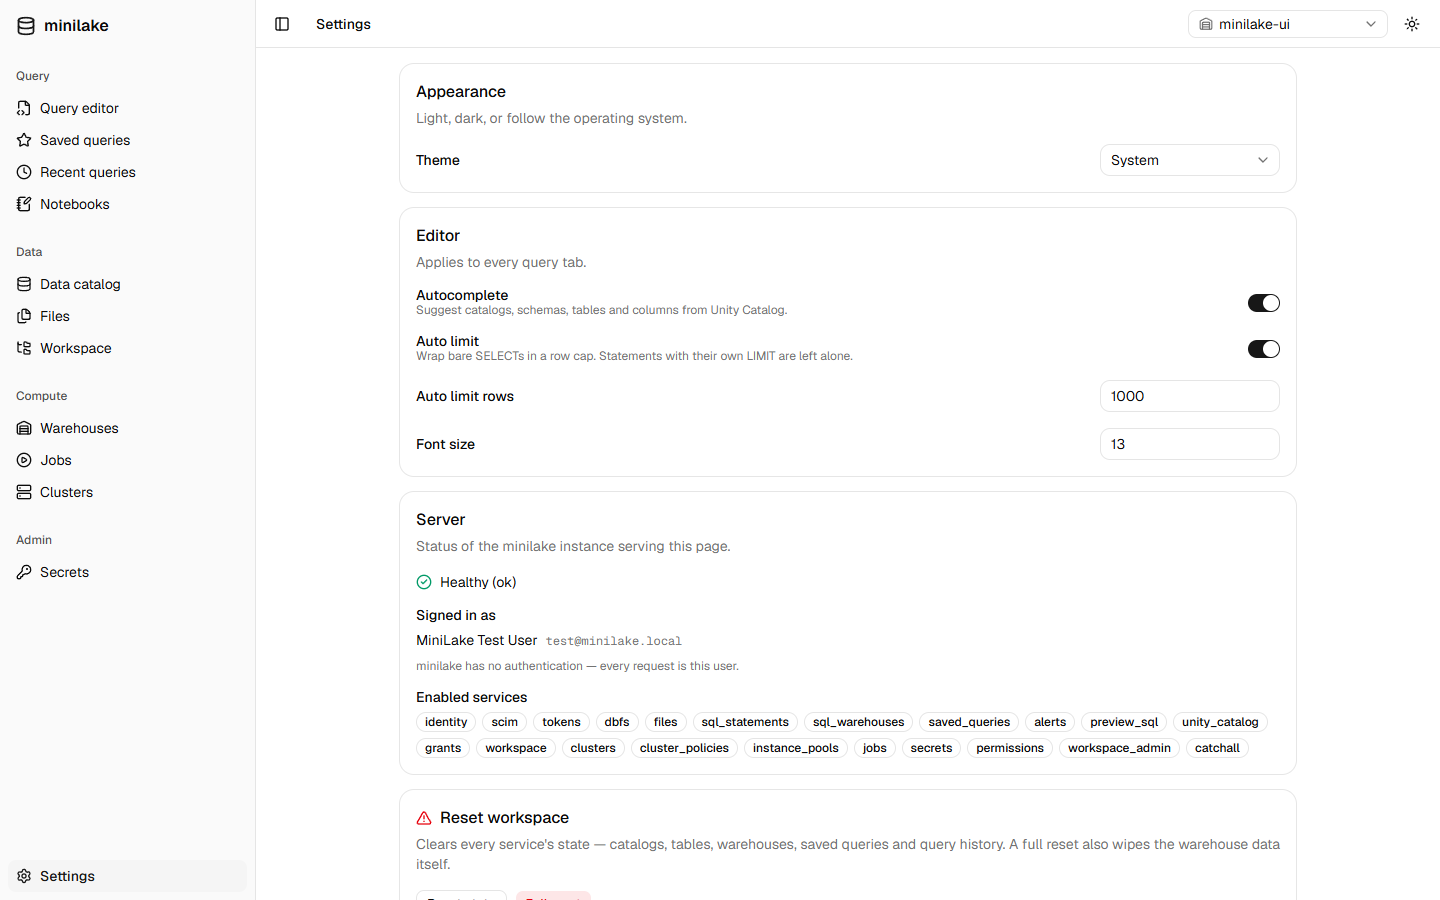 minilake
Settings
minilake-ui
Query
Query editor
Saved queries
Recent queries
Notebooks
Data
Data catalog
Files
Workspace
Compute
Warehouses
Jobs
Clusters
Admin
Secrets
Settings
Appearance
Light, dark, or follow the operating system.
Theme
System
Editor
Applies to every query tab.
Autocomplete
Suggest catalogs, schemas, tables and columns from Unity Catalog.
Auto limit
Wrap bare SELECTs in a row cap. Statements with their own LIMIT are left alone.
Auto limit rows
1000
Font size
13
Server
Status of the minilake instance serving this page.
Healthy (ok)
Signed in as
MiniLake Test User test@minilake.local
minilake has no authentication — every request is this user.
Enabled services
identity scim tokens dbfs files sql_statements sql_warehouses saved_queries alerts preview_sql unity_catalog
grants workspace clusters cluster_policies instance_pools jobs secrets permissions workspace_admin catchall
Reset workspace
Clears every service's state — catalogs, tables, warehouses, saved queries and query history. A full reset also wipes the warehouse data
itself.